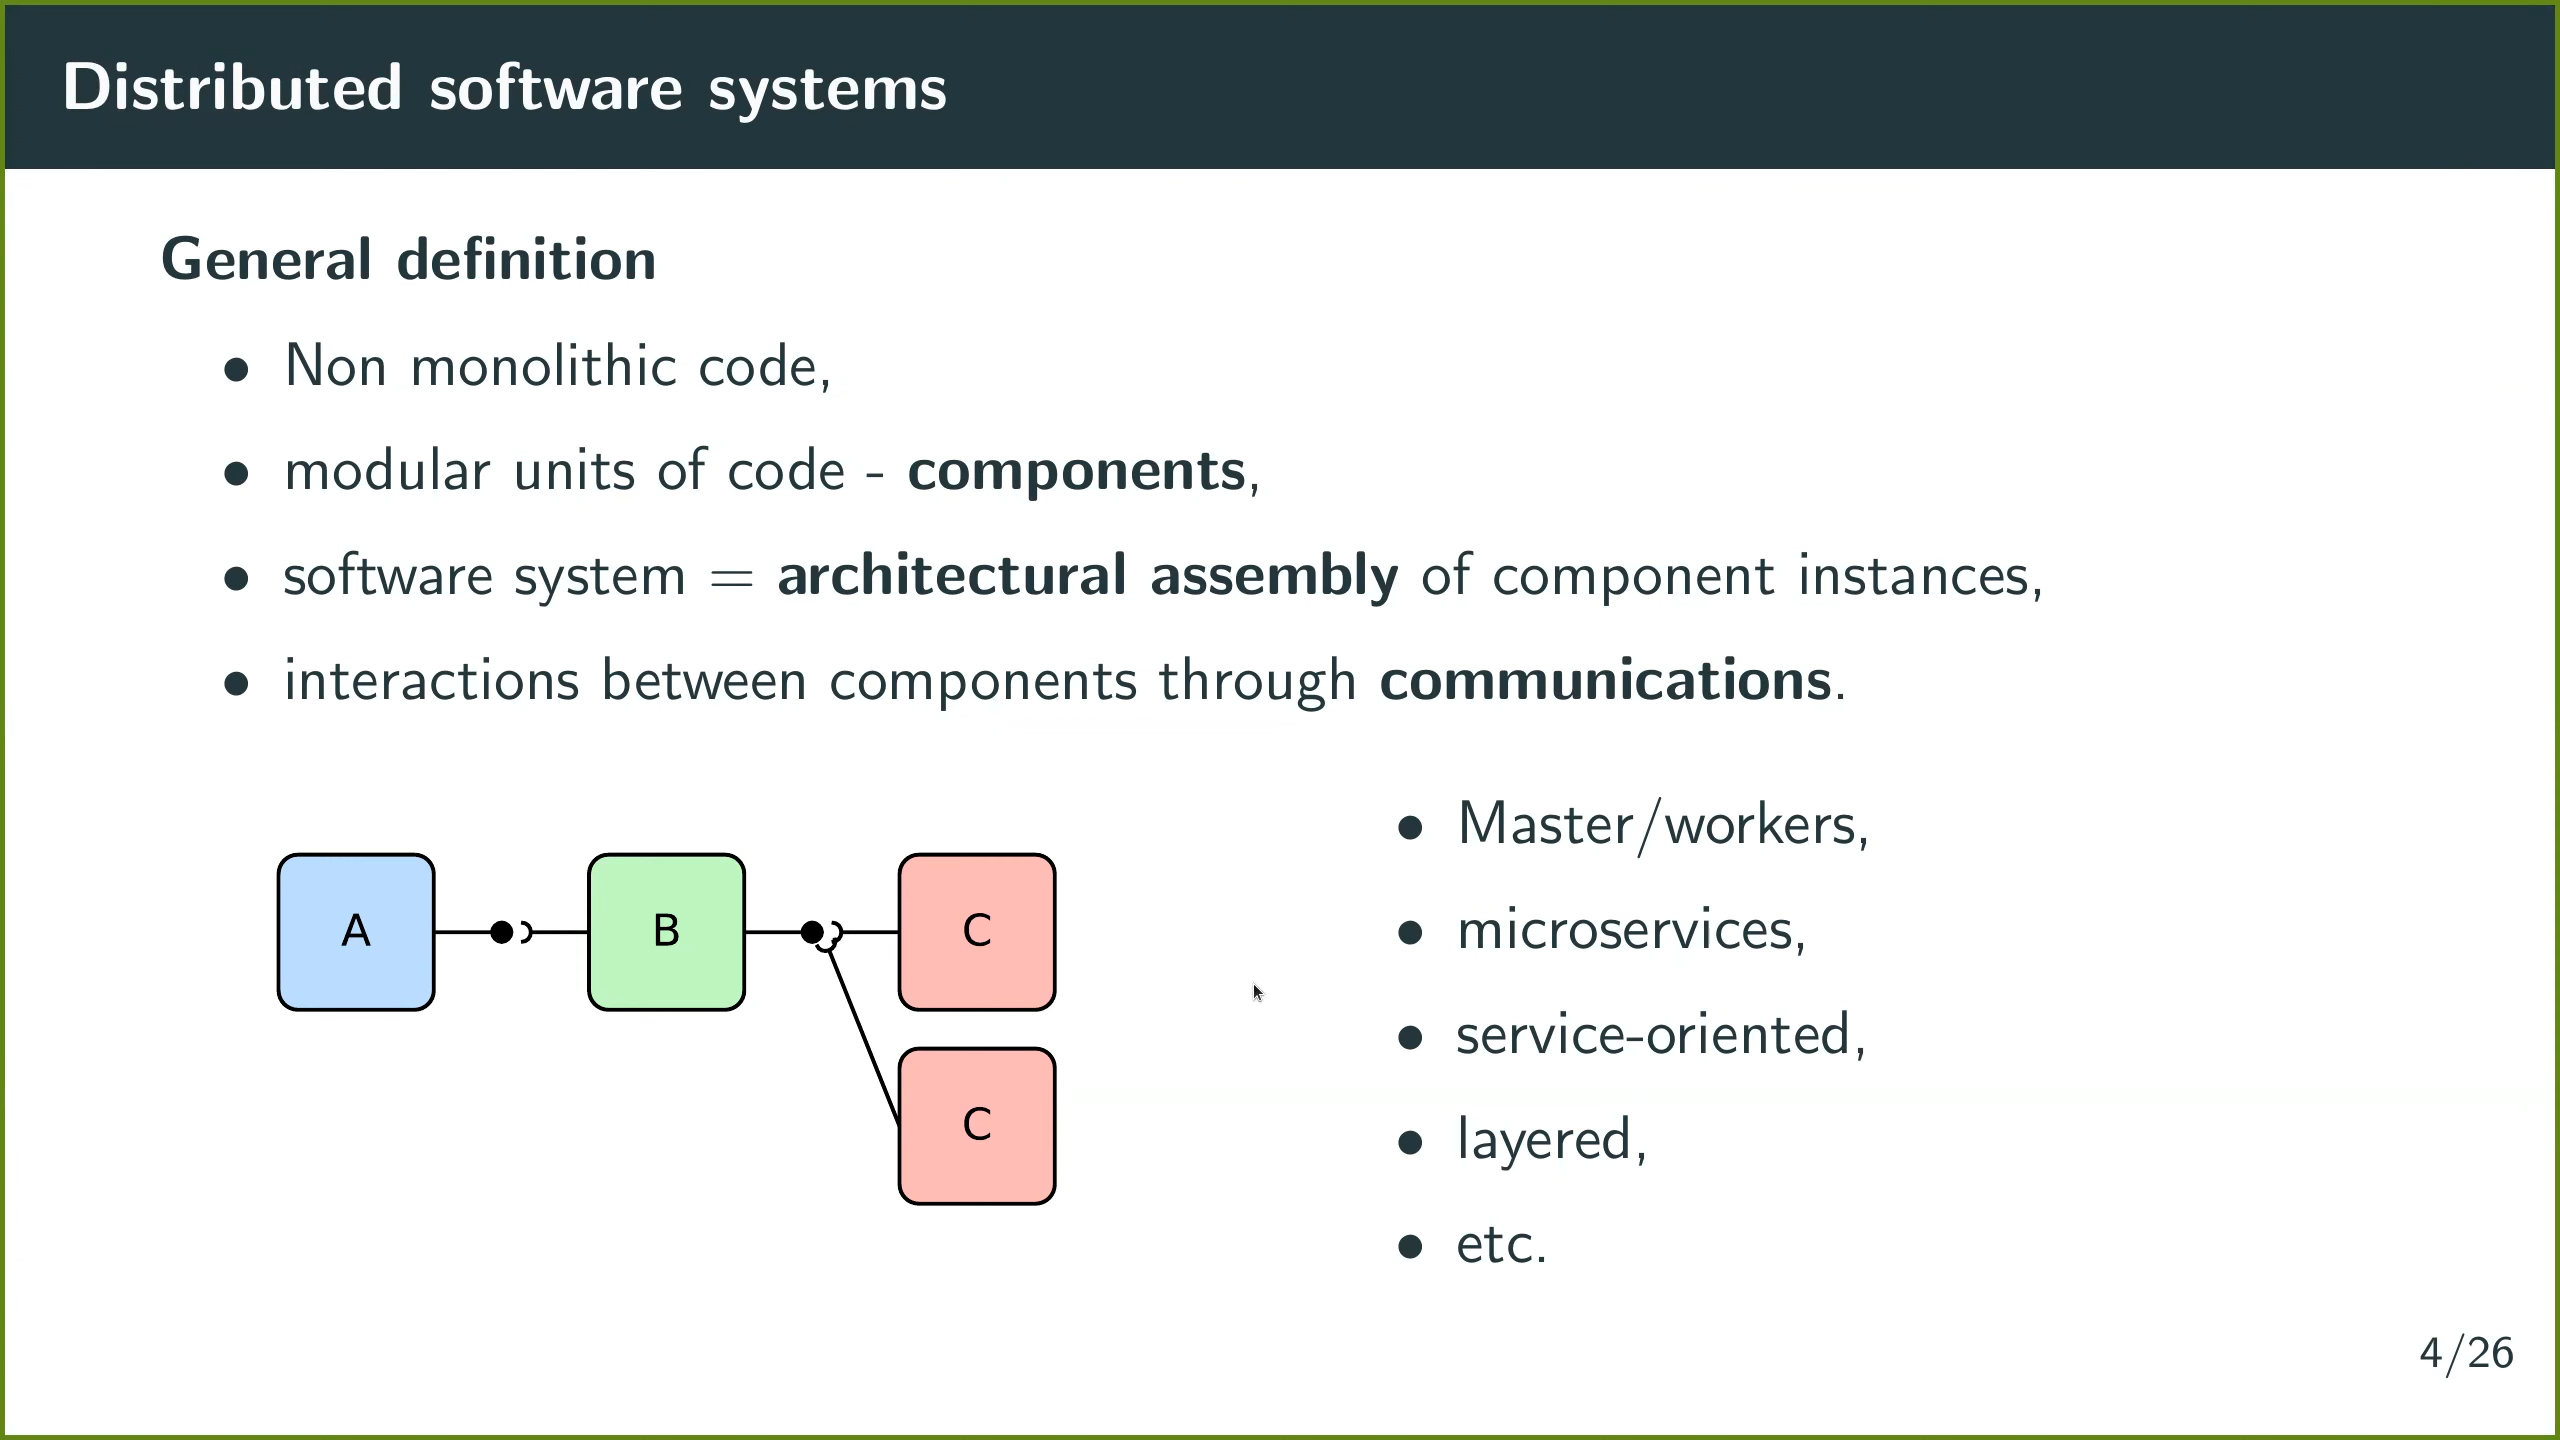 Distributed software systems
General definition
• Non monolithic code,
• modular units of code - components,
• software system = architectural assembly of component instances,
• interactions between components through communications.
A
B
C
C
• Master/workers,
• microservices,
• service-oriented,
• layered,
• etc.
4/26